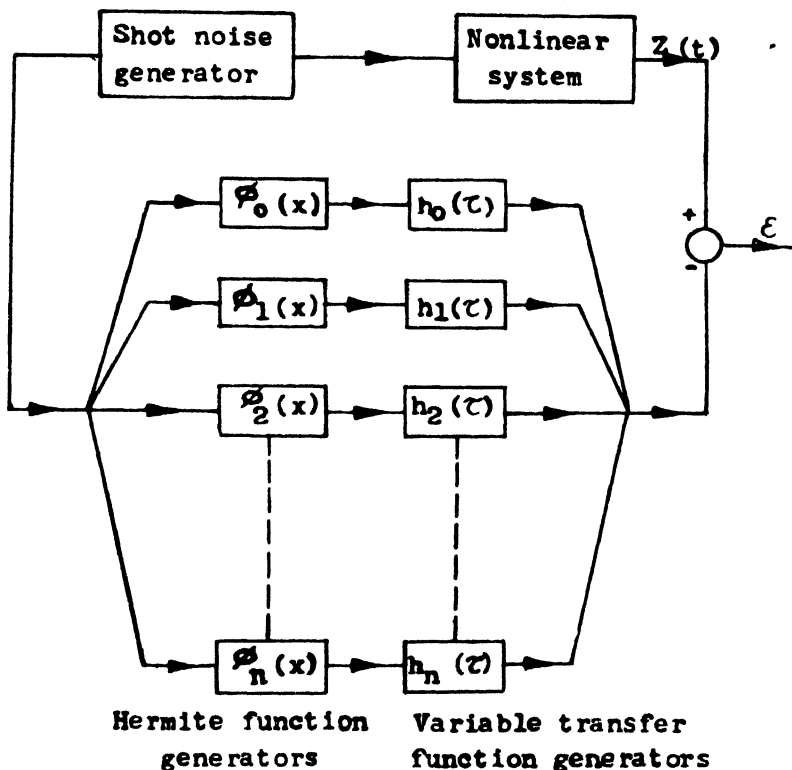 Shot noise
generator
Nonlinear
system
Z(t)
ø₀(x)
h₀(τ)
+
-
ε
ø₁(x)
h₁(τ)
ø₂(x)
h₂(τ)
øₙ(x)
hₙ(τ)
Hermite function
generators
Variable transfer
function generators